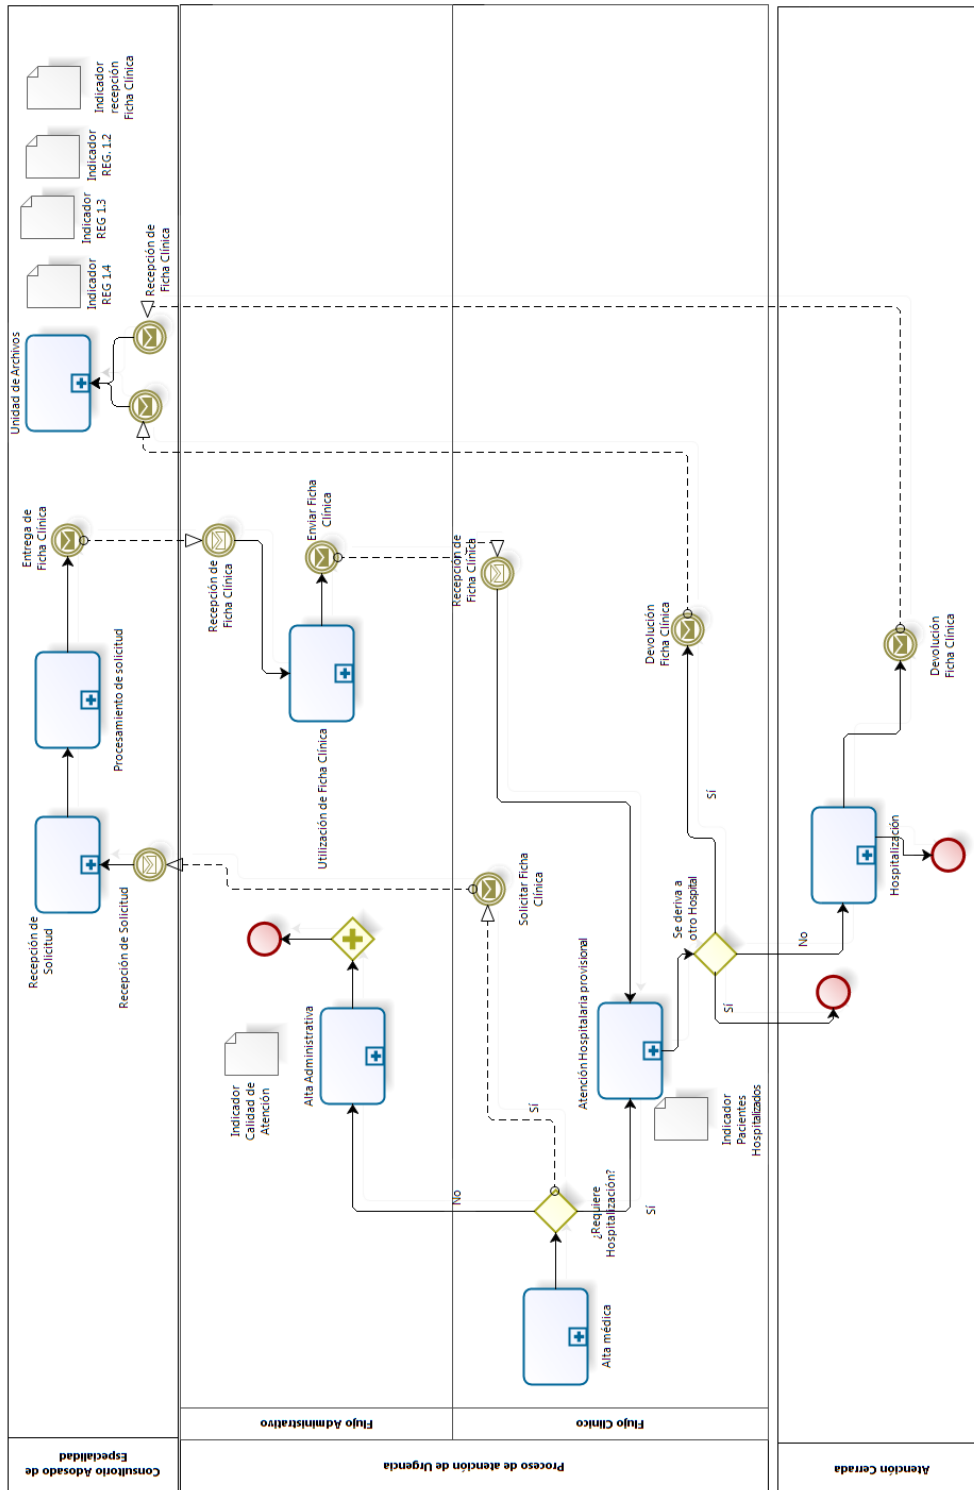 Consultorio Adosado de
Especialidad
Recepción de
Solicitud
Recepción de Solicitud
Procesamiento de solicitud
Entrega de
Ficha Clínica
Unidad de Archivos
Recepción de
Ficha Clínica
Indicador
REG 1.4
Indicador
REG 1.3
Indicador
REG. 1.2
Indicador
recepción
Ficha Clínica
Proceso de atención de Urgencia
Flujo Administrativo
Indicador
Calidad de
Atención
Alta Administrativa
No
Utilización de Ficha Clínica
Recepción de
Ficha Clínica
Enviar Ficha
Clínica
Flujo Clínico
Alta médica
¿Requiere
Hospitalización?
Sí
Sí
Solicitar Ficha
Clínica
Recepción de
Ficha Clínica
Atención Hospitalaria provisional
Indicador
Pacientes
Hospitalizados
Se deriva a
otro Hospital
Sí
Sí
Devolución
Ficha Clínica
Atención Cerrada
No
Hospitalización
Devolución
Ficha Clínica